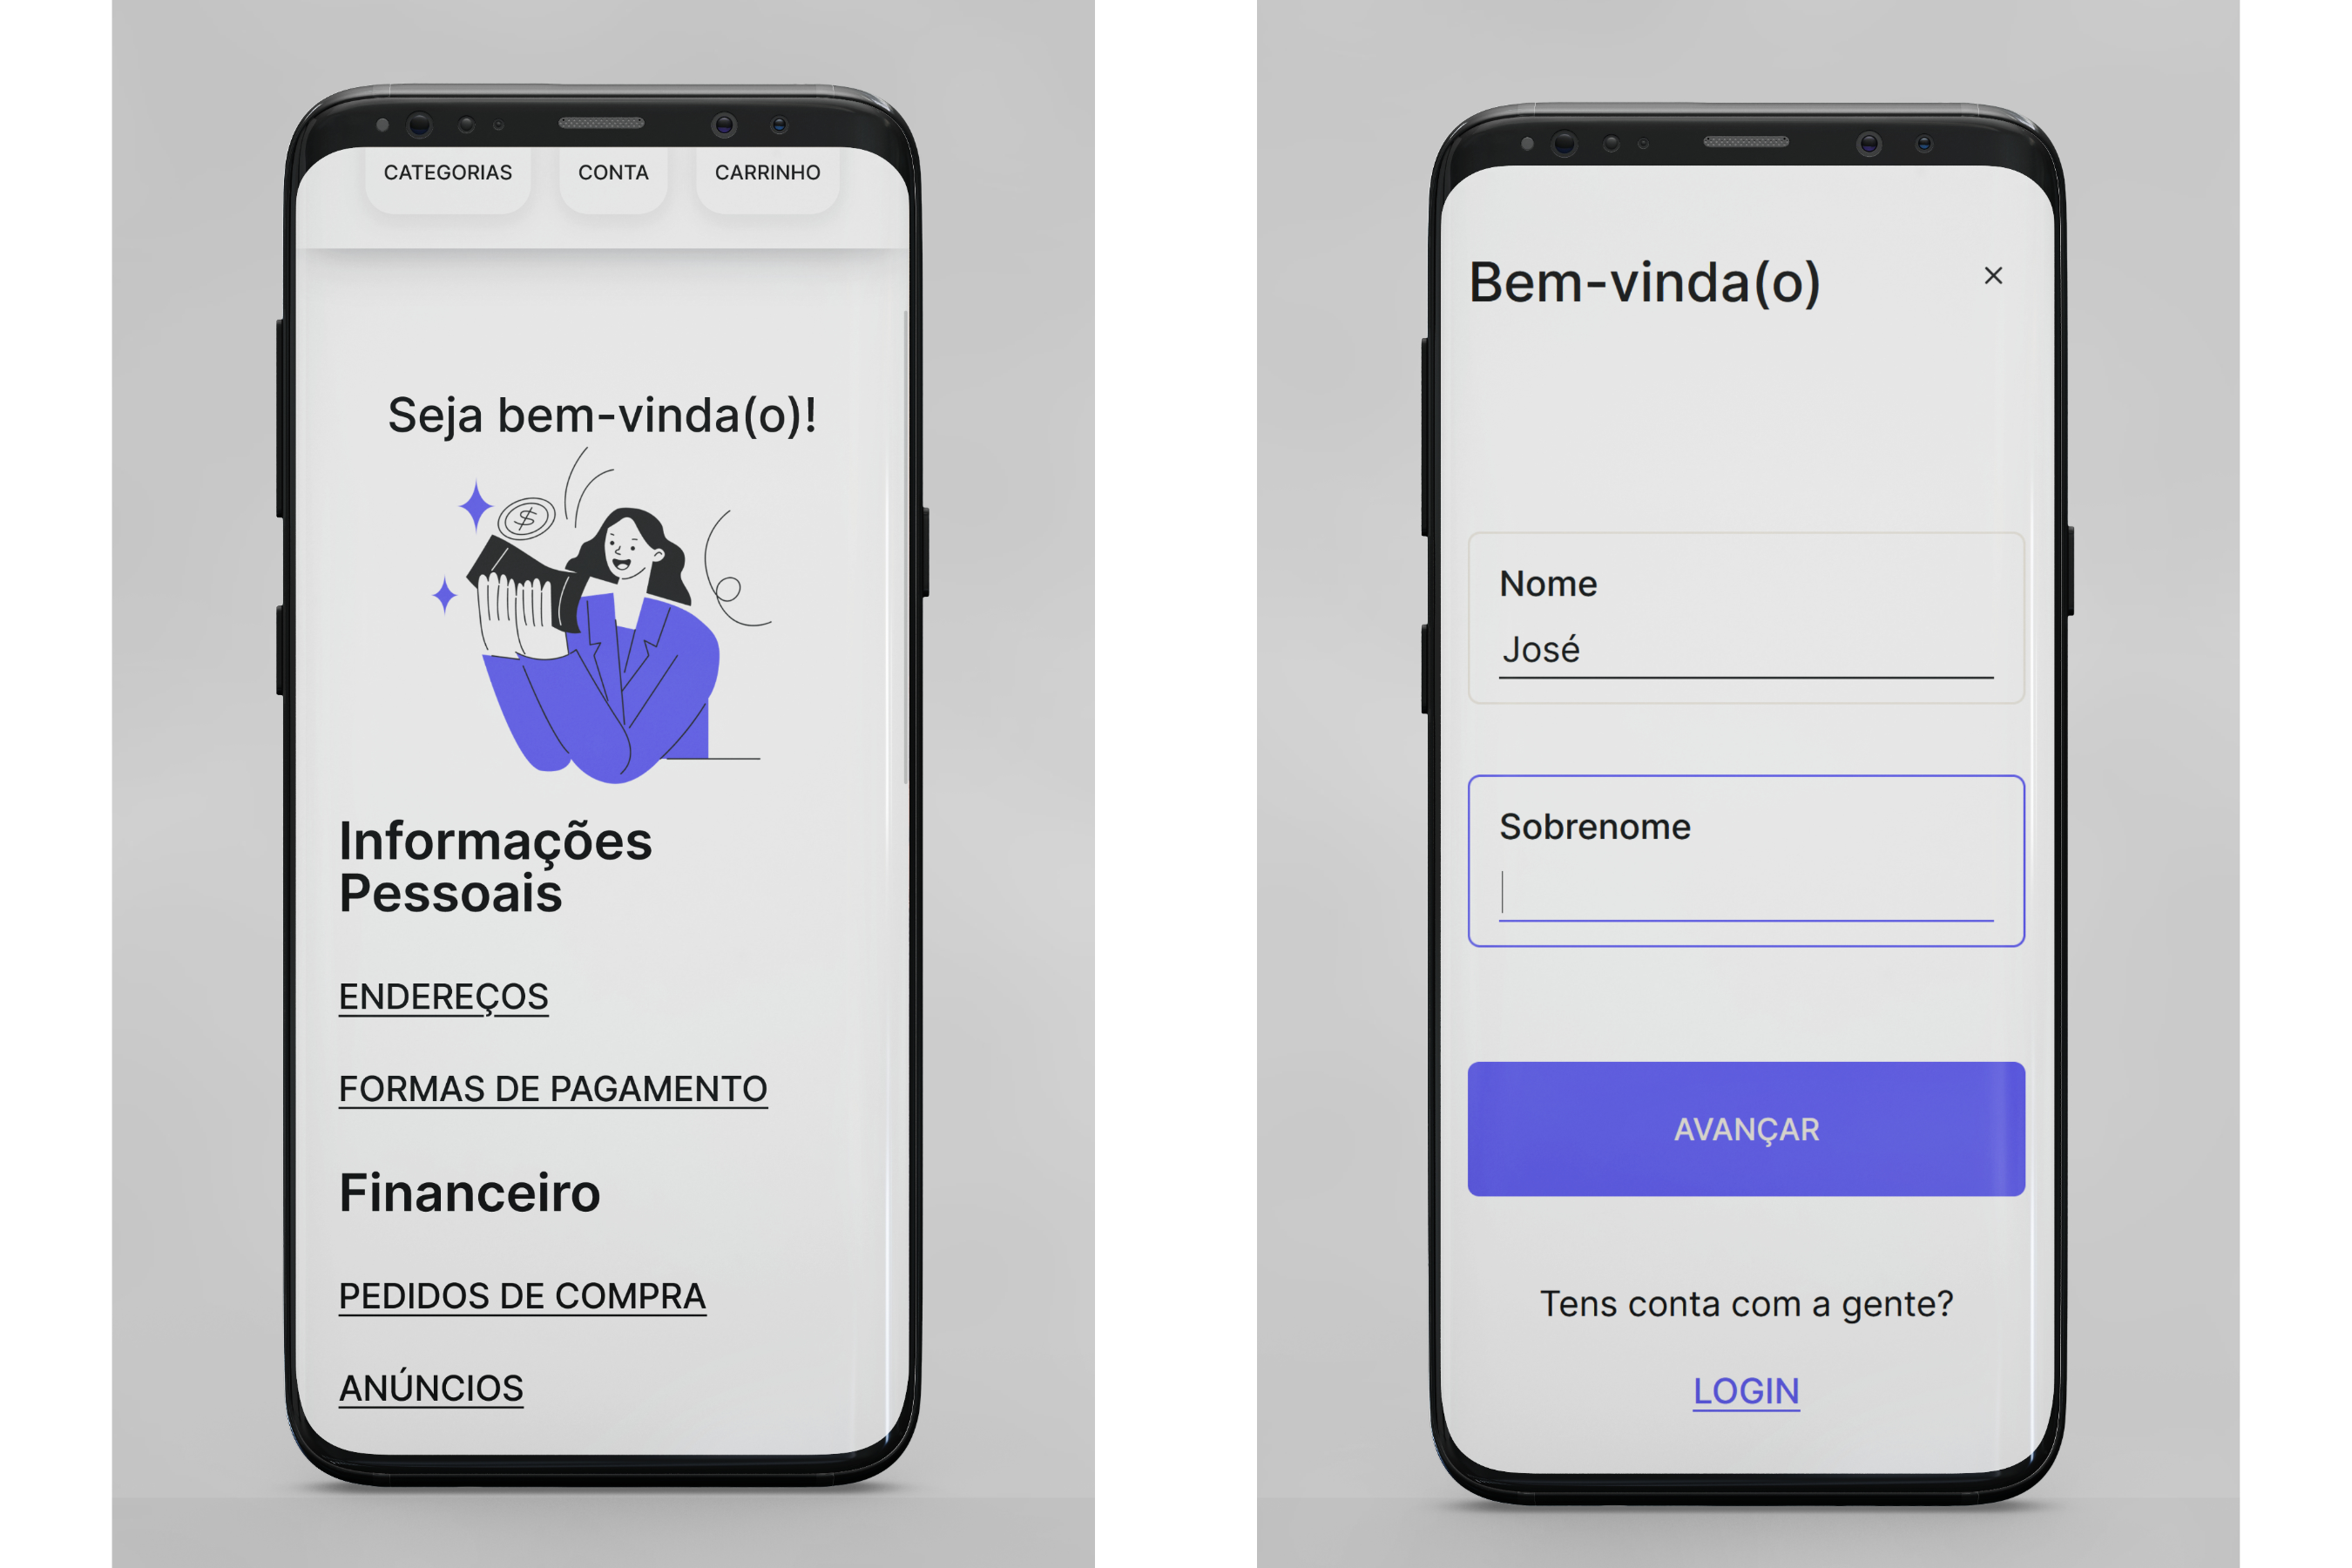 CATEGORIAS CONTA CARRINHO
Seja bem-vinda(o)!
$
Informações
Pessoais
ENDEREÇOS
FORMAS DE PAGAMENTO
Financeiro
PEDIDOS DE COMPRA
ANÚNCIOS
Bem-vinda(o) ×
Nome
José
Sobrenome
AVANÇAR
Tens conta com a gente?
LOGIN